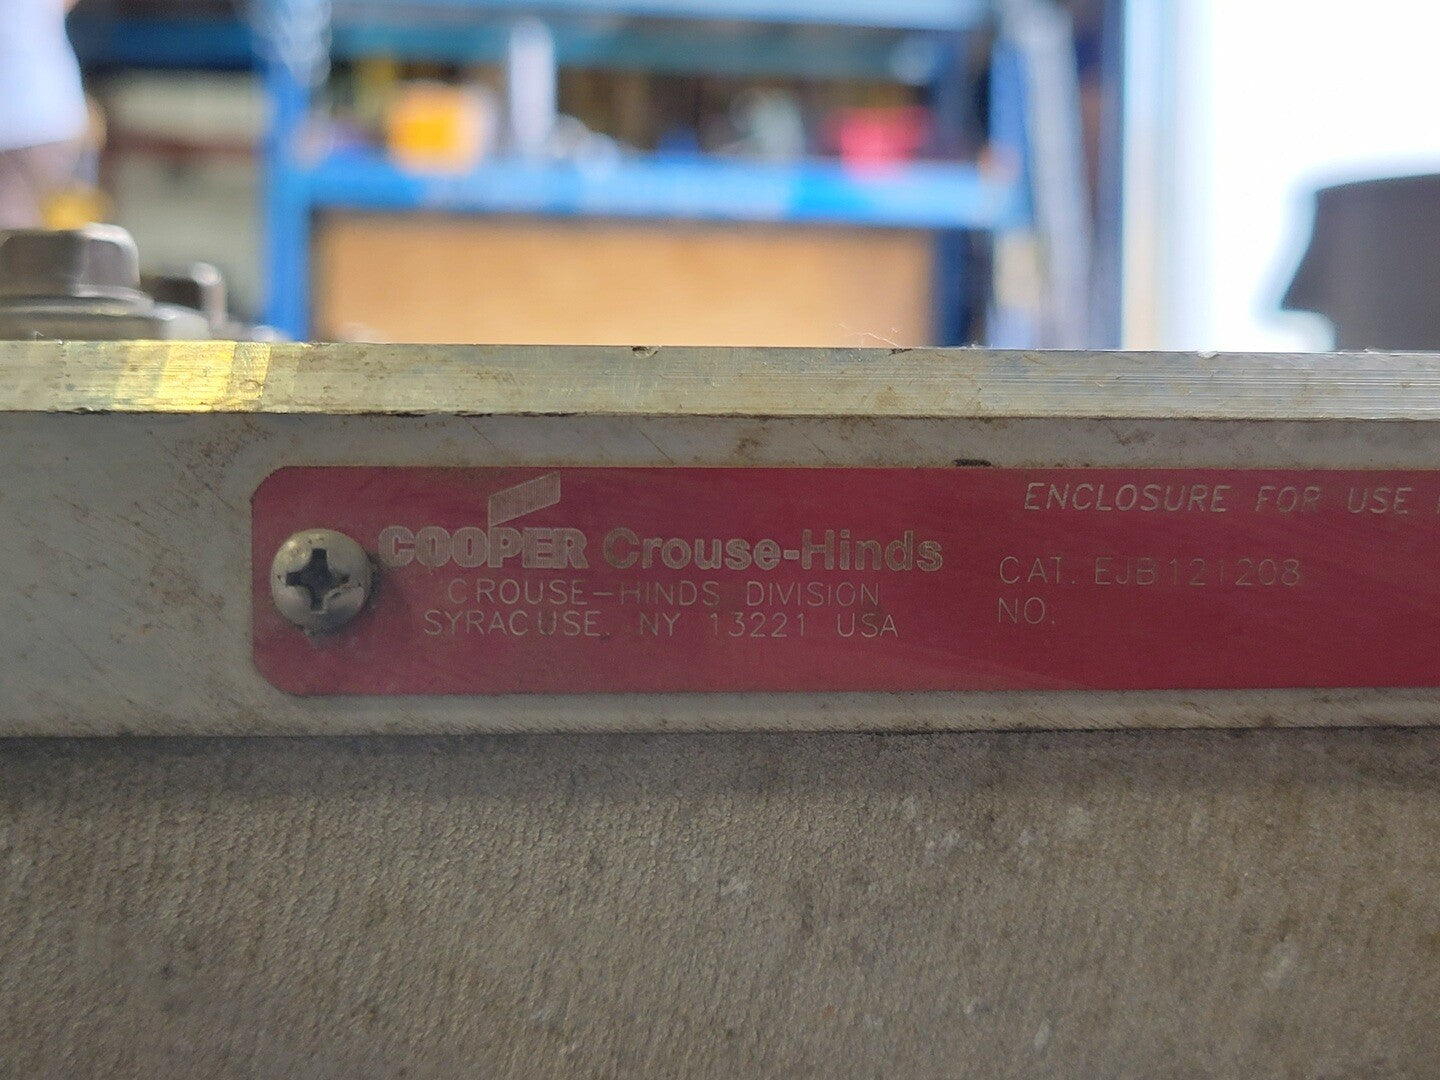 COOPER Crouse-Hinds
CROUSE-HINDS DIVISION
SYRACUSE, NY 13221 USA
ENCLOSURE FOR USE
CAT. EJB121208
NO.